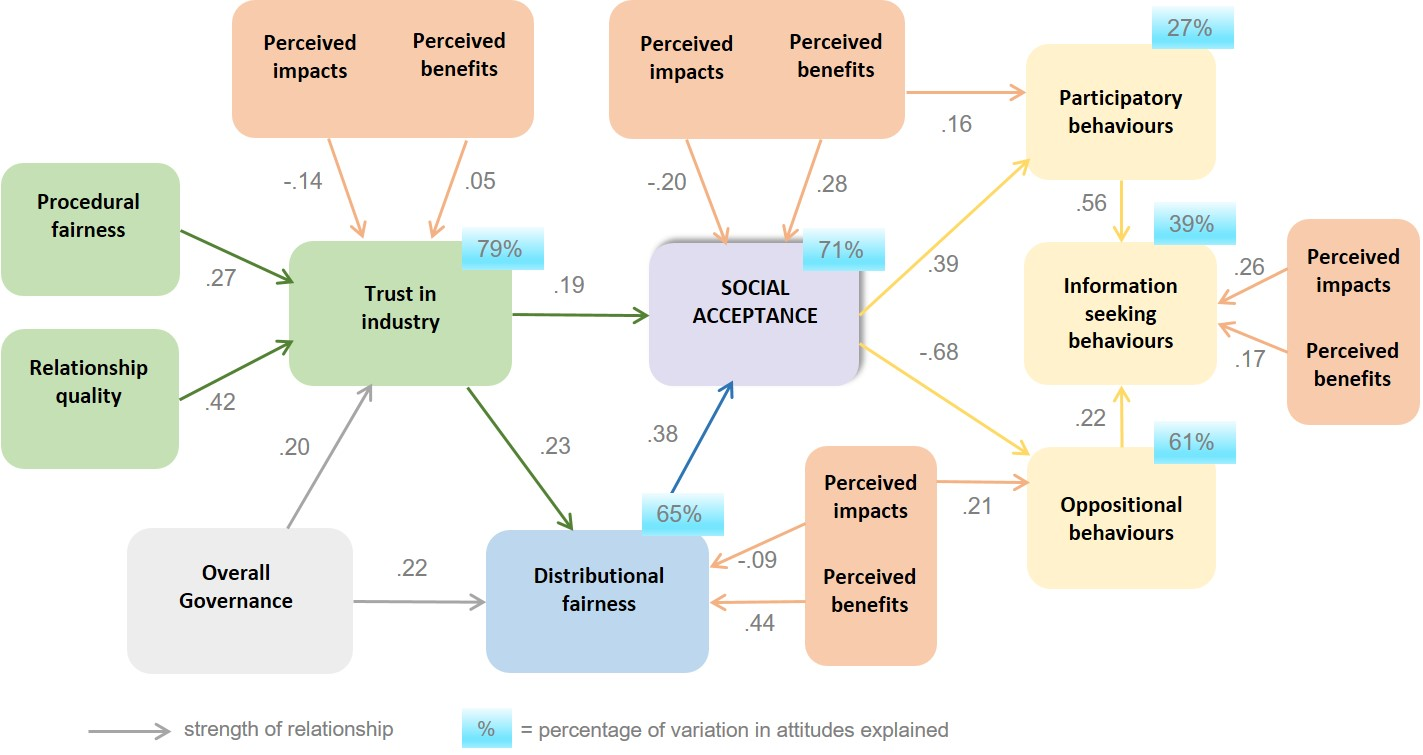 Perceived
impacts
Perceived
benefits
-.14
.05
Perceived
impacts
Perceived
benefits
-.20
.28
.16
27%
Participatory
behaviours
Procedural
fairness
.27
Relationship
quality
.42
79%
Trust in
industry
.19
71%
SOCIAL
ACCEPTANCE
.39
-.68
.56
39%
Information
seeking
behaviours
.26
.17
Perceived
impacts
Perceived
benefits
.22
61%
Oppositional
behaviours
.20
.23
.38
65%
Overall
Governance
.22
Distributional
fairness
Perceived
impacts
Perceived
benefits
.21
-.09
.44
strength of relationship
% = percentage of variation in attitudes explained